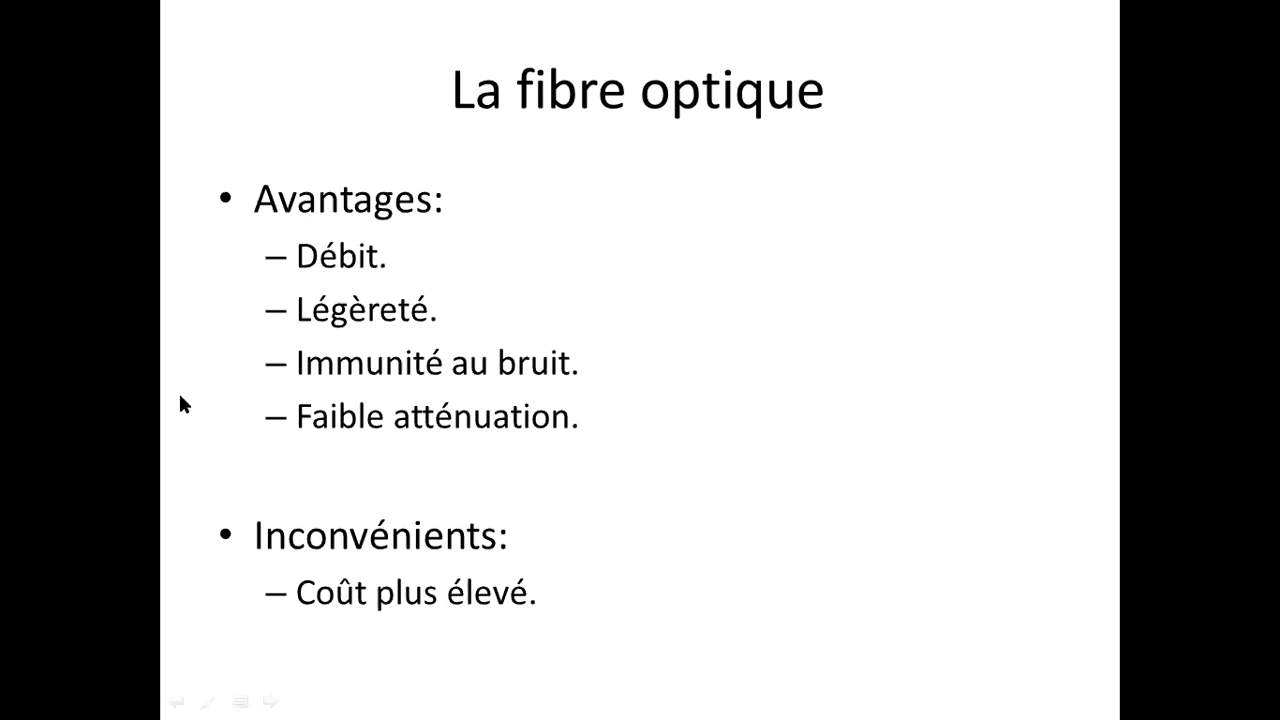 La fibre optique
• Avantages:
– Débit.
– Légèreté.
– Immunité au bruit.
– Faible atténuation.
• Inconvénients:
– Coût plus élevé.